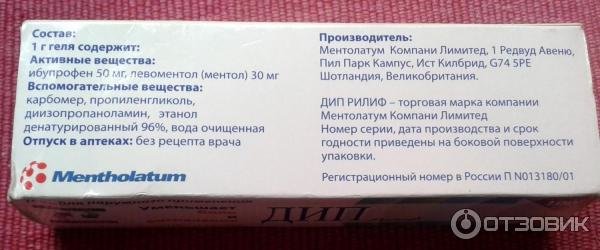 Состав:
1 г геля содержит:
Активные вещества:
ибупрофен 50 мг, левоментол (ментол) 30 мг
Вспомогательные вещества:
карбомер, пропиленгликоль,
диизопропаноламин, этанол
денатурированный 96%, вода очищенная
Отпуск в аптеках: без рецепта врача
Mentholatum
Производитель:
Ментолатум Компани Лимитед, 1 Редвуд Авеню,
Пил Парк Кампус, Ист Килбрид, G74 5PE
Шотландия, Великобритания.
ДИП РИЛИФ – торговая марка компании
Ментолатум Компани Лимитед
Номер серии, дата производства и срок
годности приведены на боковой поверхности
упаковки.
Регистрационный номер в России П N013180/01
Уменьшает
ДИП
ОТЗОВИК